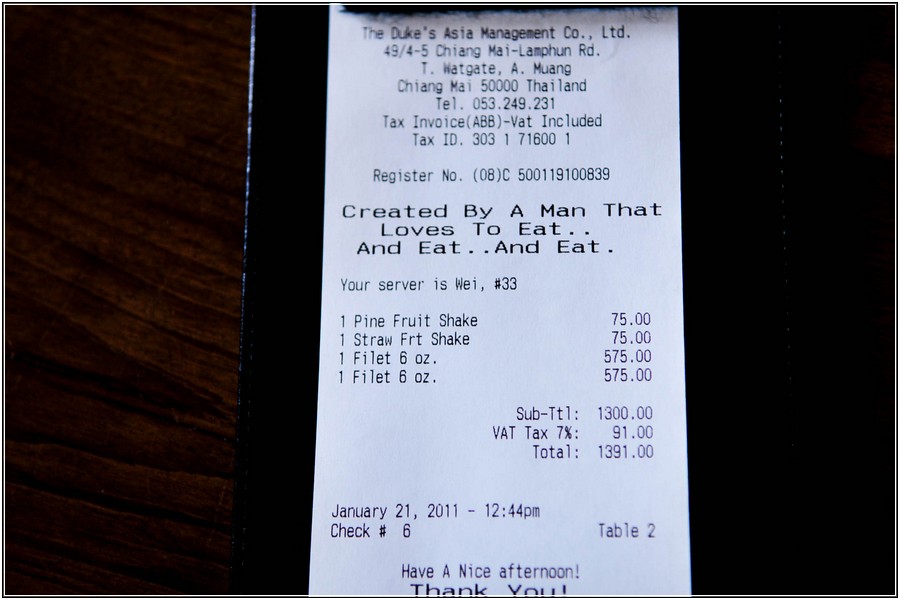 The Duke's Asia Management Co., Ltd.
49/4-5 Chiang Mai-Lamphun Rd.
T. Watgate, A. Muang
Chiang Mai 50000 Thailand
Tel. 053.249.231
Tax Invoice(ABB)-Vat Included
Tax ID. 303 1 71600 1
Register No. (08)C 500119100839
Created By A Man That
Loves To Eat..
And Eat..And Eat.
Your server is Wei, #33
1 Pine Fruit Shake 75.00
1 Straw Frt Shake 75.00
1 Filet 6 oz. 575.00
1 Filet 6 oz. 575.00
Sub-Ttl: 1300.00
VAT Tax 7%: 91.00
Total: 1391.00
January 21, 2011 - 12:44pm
Check # 6 Table 2
Have A Nice afternoon!
Thank You!